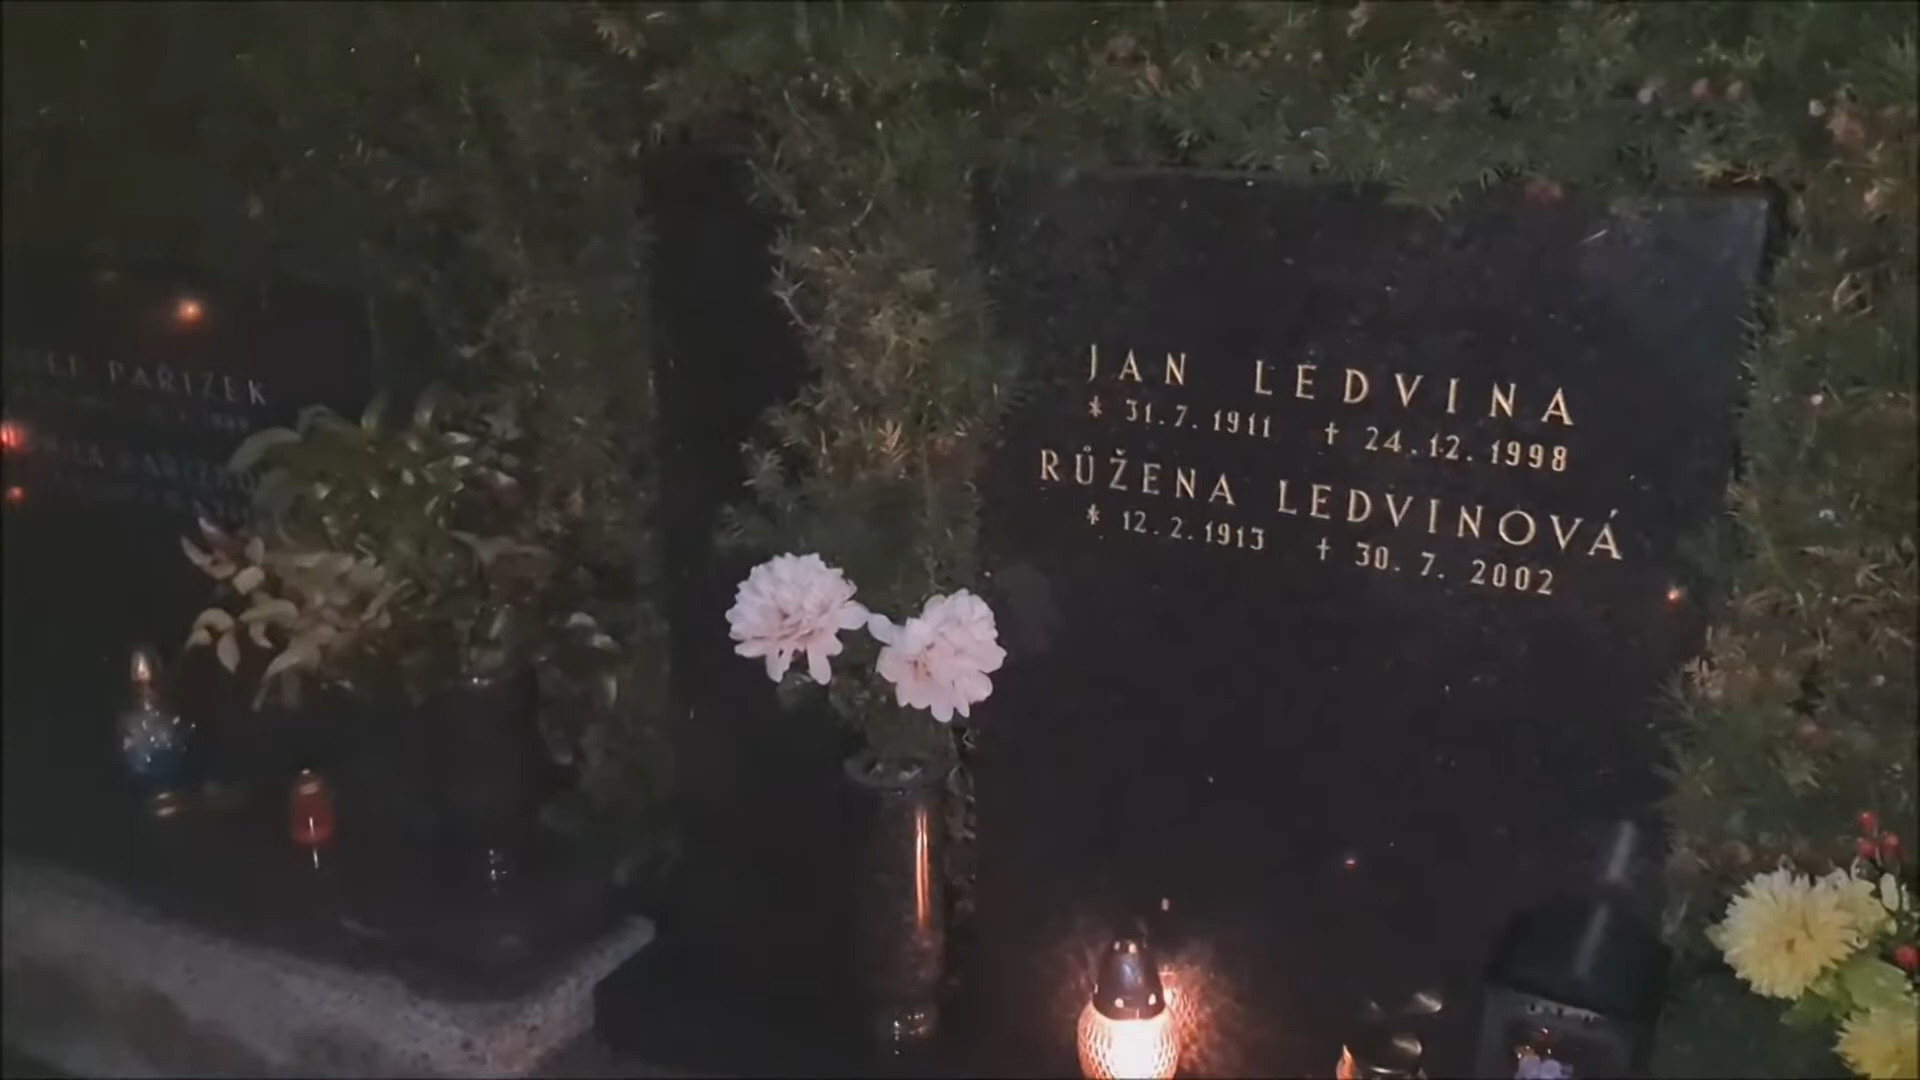 PAŘÍZEK
JAN LEDVINA
* 31.7.1911 † 24.12.1998
RŮŽENA LEDVINOVÁ
* 12.2.1913 † 30.7.2002